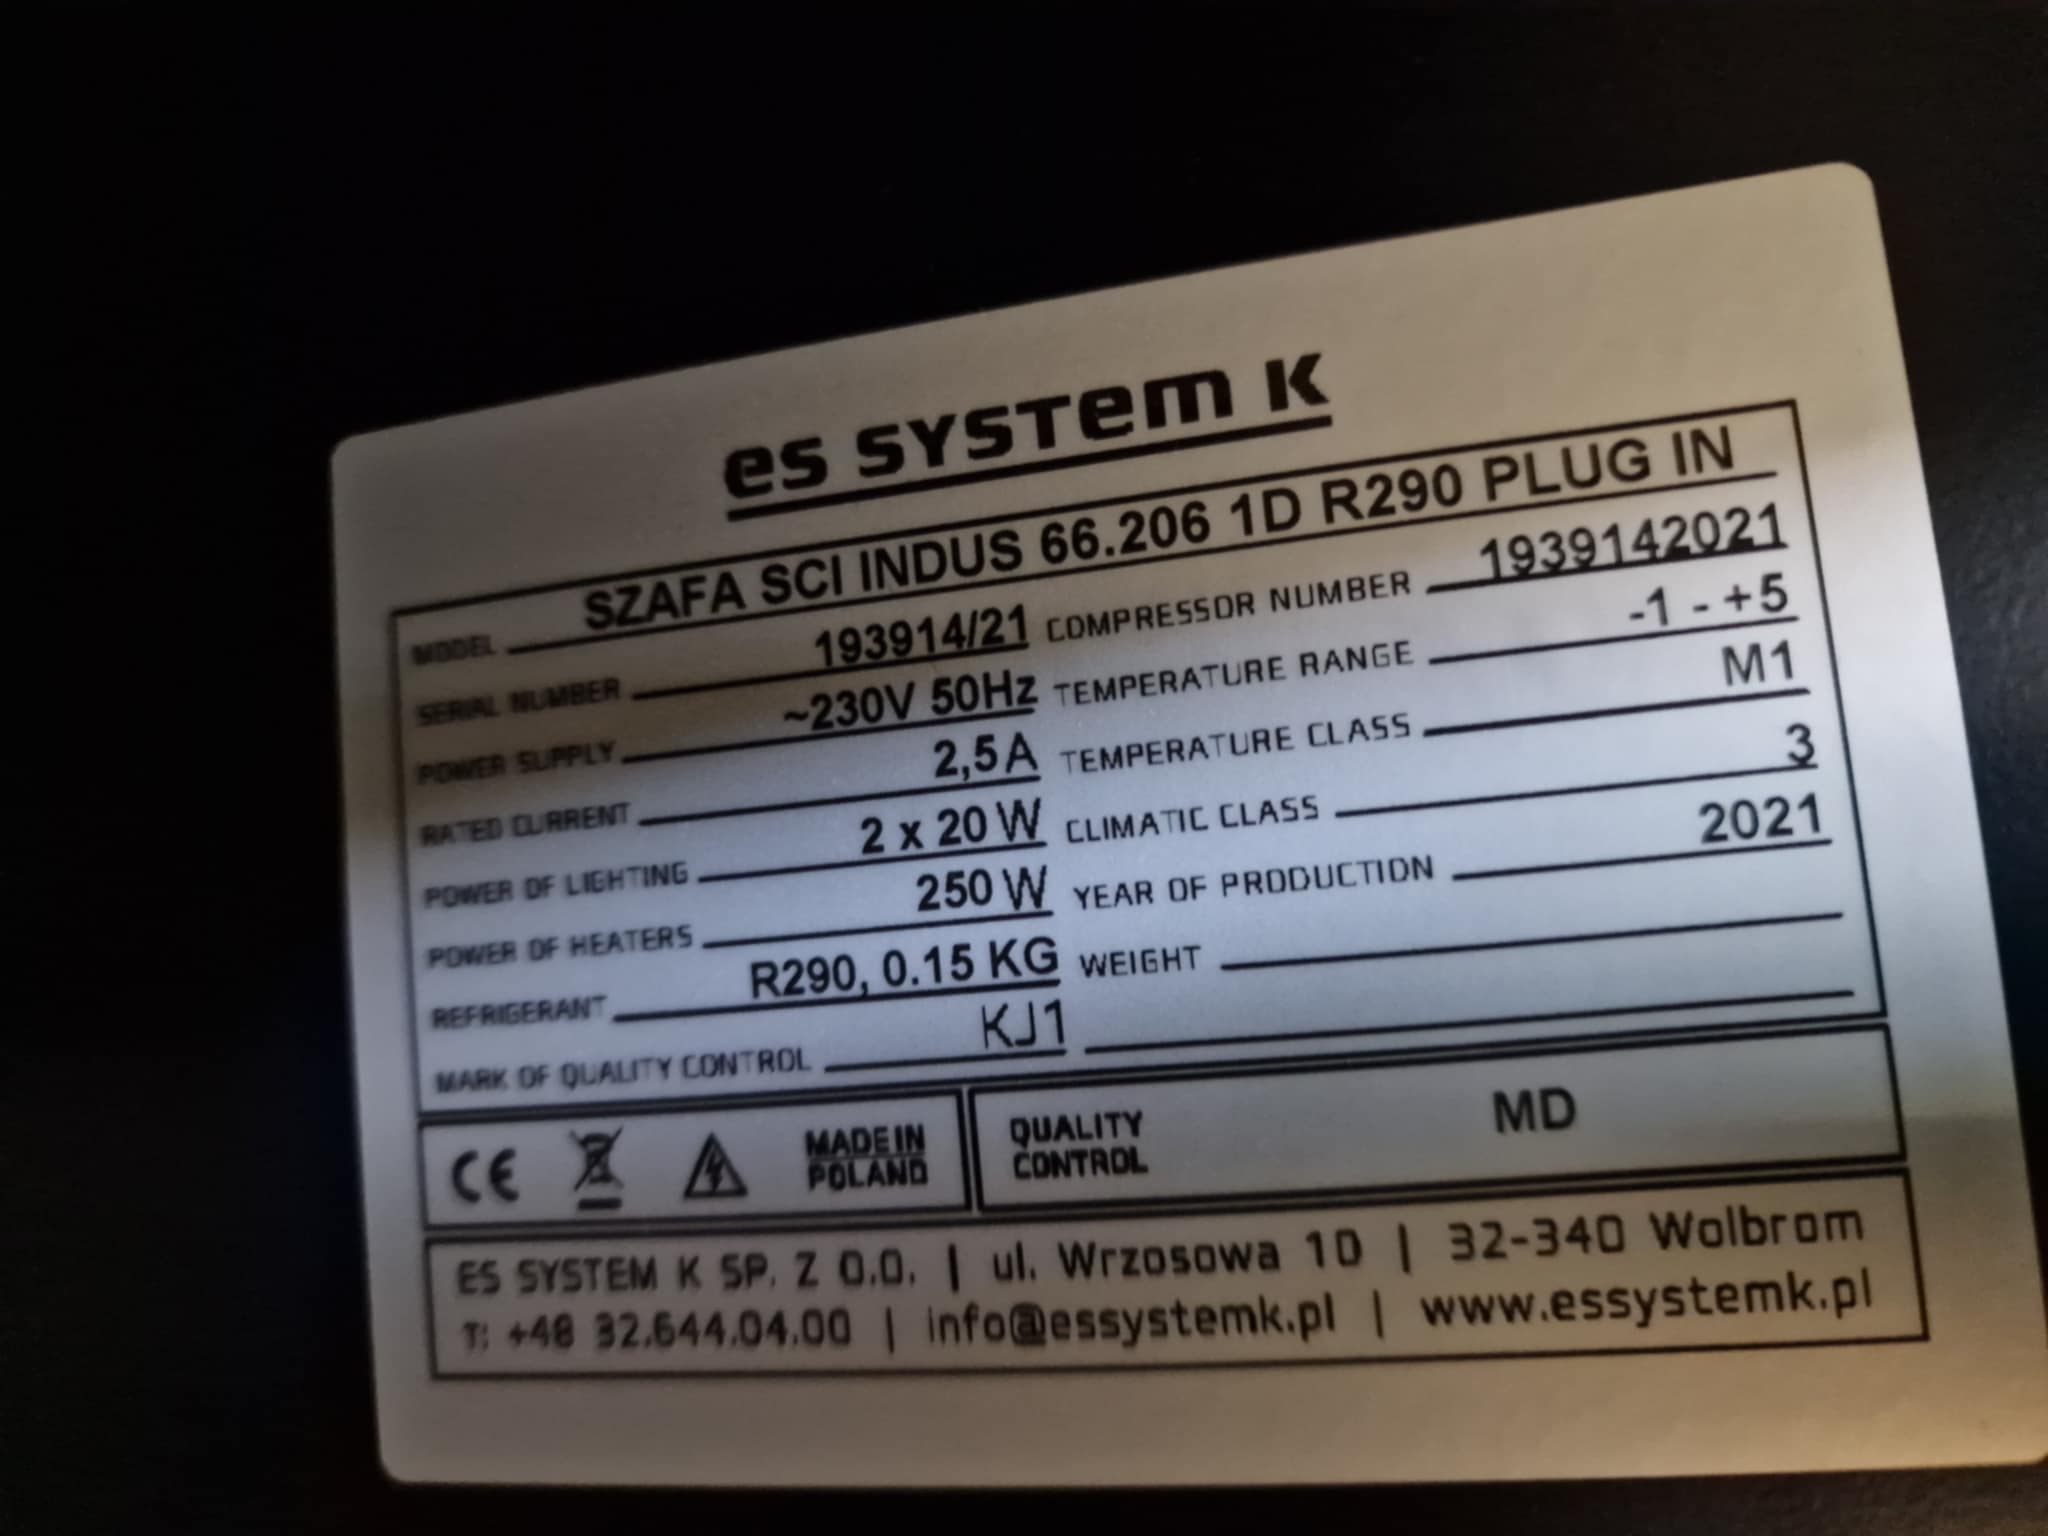 es system k
MODEL SZAFA SCI INDUS 66.206 1D R290 PLUG IN
SERIAL NUMBER 193914/21 COMPRESSOR NUMBER 1939142021
POWER SUPPLY ~230V 50Hz TEMPERATURE RANGE -1 - +5
RATED CURRENT 2,5A TEMPERATURE CLASS M1
POWER OF LIGHTING 2 x 20 W CLIMATIC CLASS 3
POWER OF HEATERS 250 W YEAR OF PRODUCTION 2021
REFRIGERANT R290, 0.15 KG WEIGHT
MARK OF QUALITY CONTROL KJ1
CE MADE IN
POLAND
QUALITY
CONTROL
MD
ES SYSTEM K SP. Z O.O. | ul. Wrzosowa 10 | 32-340 Wolbrom
T: +48 32.644.04.00 | info@essystemk.pl | www.essystemk.pl